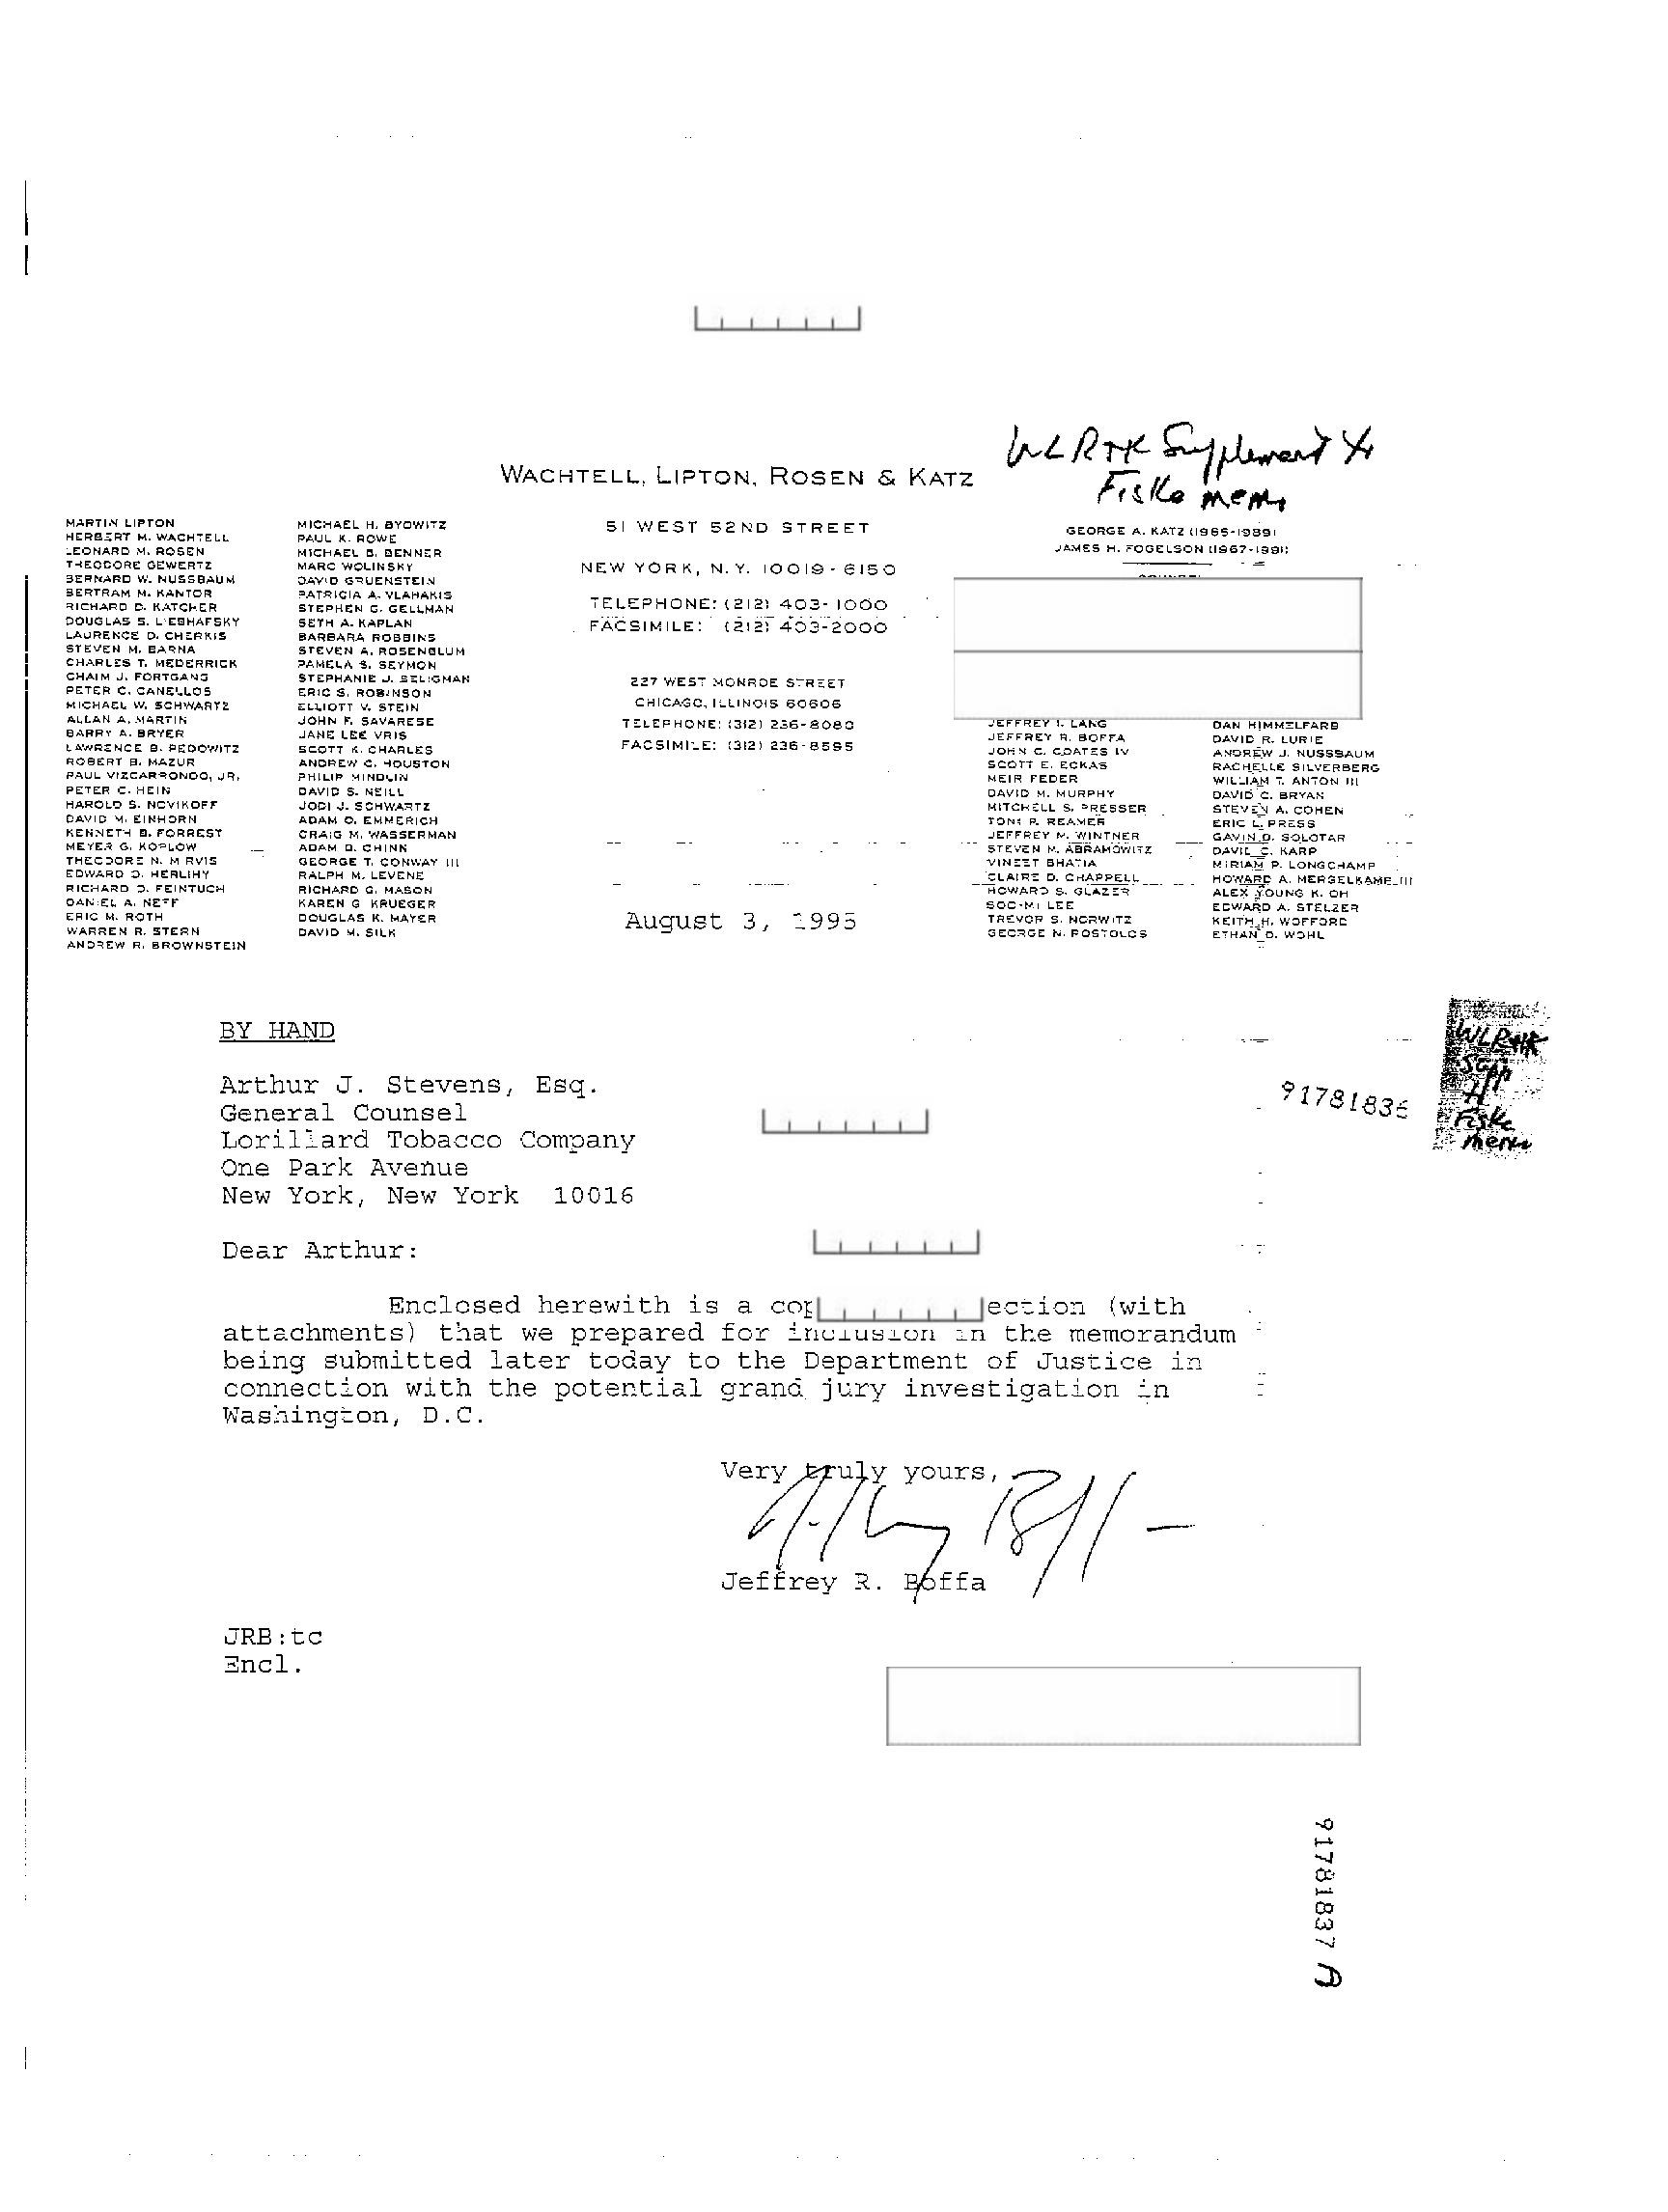 WLR+K Supplement to
Fiske memo
WACHTELL, LIPTON, ROSEN & KATZ
51 WEST 52ND STREET
NEW YORK, N.Y. 10019-6150
TELEPHONE: (212) 403-1000
FACSIMILE: (212) 403-2000
227 WEST MONROE STREET
CHICAGO, ILLINOIS 60606
TELEPHONE: (312) 236-8080
FACSIMILE: (312) 236-8595
MARTIN LIPTON
HERBERT M. WACHTELL
LEONARD M. ROSEN
THEODORE GEWERTZ
BERNARD W. NUSSBAUM
BERTRAM M. KANTOR
RICHARD D. KATCHER
DOUGLAS S. LIEBHAFSKY
LAURENCE D. CHERKIS
STEVEN M. BARNA
CHARLES T. MEDERRICK
CHAIM J. FORTGANG
PETER C. CANELLOS
MICHAEL W. SCHWARTZ
ALLAN A. MARTIN
BARRY A. BRYER
LAWRENCE B. PEDOWITZ
ROBERT B. MAZUR
PAUL VIZCARRONDO, JR.
PETER C. HEIN
HAROLD S. NOVIKOFF
DAVID M. EINHORN
KENNETH B. FORREST
MEYER G. KOPLOW
THEODORE N. MIRVIS
EDWARD D. HERLIHY
RICHARD D. FEINTUCH
DANIEL A. NEFF
ERIC M. ROTH
WARREN R. STERN
ANDREW R. BROWNSTEIN
MICHAEL H. BYOWITZ
PAUL K. ROWE
MICHAEL B. BENNER
MARC WOLINSKY
DAVID GRUENSTEIN
PATRICIA A. VLAHAKIS
STEPHEN G. GELLMAN
SETH A. KAPLAN
BARBARA ROBBINS
STEVEN A. ROSENBLUM
PAMELA S. SEYMON
STEPHANIE J. SELIGMAN
ERIC S. ROBINSON
ELLIOTT V. STEIN
JOHN F. SAVARESE
JANE LEE VRIS
SCOTT K. CHARLES
ANDREW C. HOUSTON
PHILIP MINDLIN
DAVID S. NEILL
JODI J. SCHWARTZ
ADAM O. EMMERICH
CRAIG M. WASSERMAN
ADAM D. CHINN
GEORGE T. CONWAY III
RALPH M. LEVENE
RICHARD G. MASON
KAREN G. KRUEGER
DOUGLAS K. MAYER
DAVID M. SILK
GEORGE A. KATZ (1965-1989)
JAMES H. FOGELSON (1967-1991)
JEFFREY I. LANG
JEFFREY R. BOFFA
JOHN C. COATES IV
SCOTT E. ECKAS
MEIR FEDER
DAVID M. MURPHY
MITCHELL S. PRESSER
TONI P. REAMER
JEFFREY M. WINTNER
STEVEN M. ABRAMOWITZ
VINEET BHATIA
CLAIRE D. CHAPPELL
HOWARD S. GLAZER
SOO-MI LEE
TREVOR S. NORWITZ
GEORGE N. POSTOLOS
DAN HIMMELFARB
DAVID R. LURIE
ANDREW J. NUSSBAUM
RACHELLE SILVERBERG
WILLIAM T. ANTON III
DAVID C. BRYAN
STEVEN A. COHEN
ERIC L. PRESS
GAVIN D. SOLOTAR
DAVID C. KARP
MIRIAM P. LONGCHAMP
HOWARD A. MERGELKAMP III
ALEX YOUNG K. OH
EDWARD A. STELZER
KEITH H. WOFFORD
ETHAN D. WOHL
August 3, 1995
BY HAND
Arthur J. Stevens, Esq.
General Counsel
Lorillard Tobacco Company
One Park Avenue
New York, New York 10016
91781836
WLR+K
Fiske
memo
Dear Arthur:
Enclosed herewith is a (with
attachments) that we prepared for inclusion in the memorandum
being submitted later today to the Department of Justice in
connection with the potential grand jury investigation in
Washington, D.C.
Very truly yours,
Jeffrey R. Boffa
JRB:tc
Encl.
91781837 A